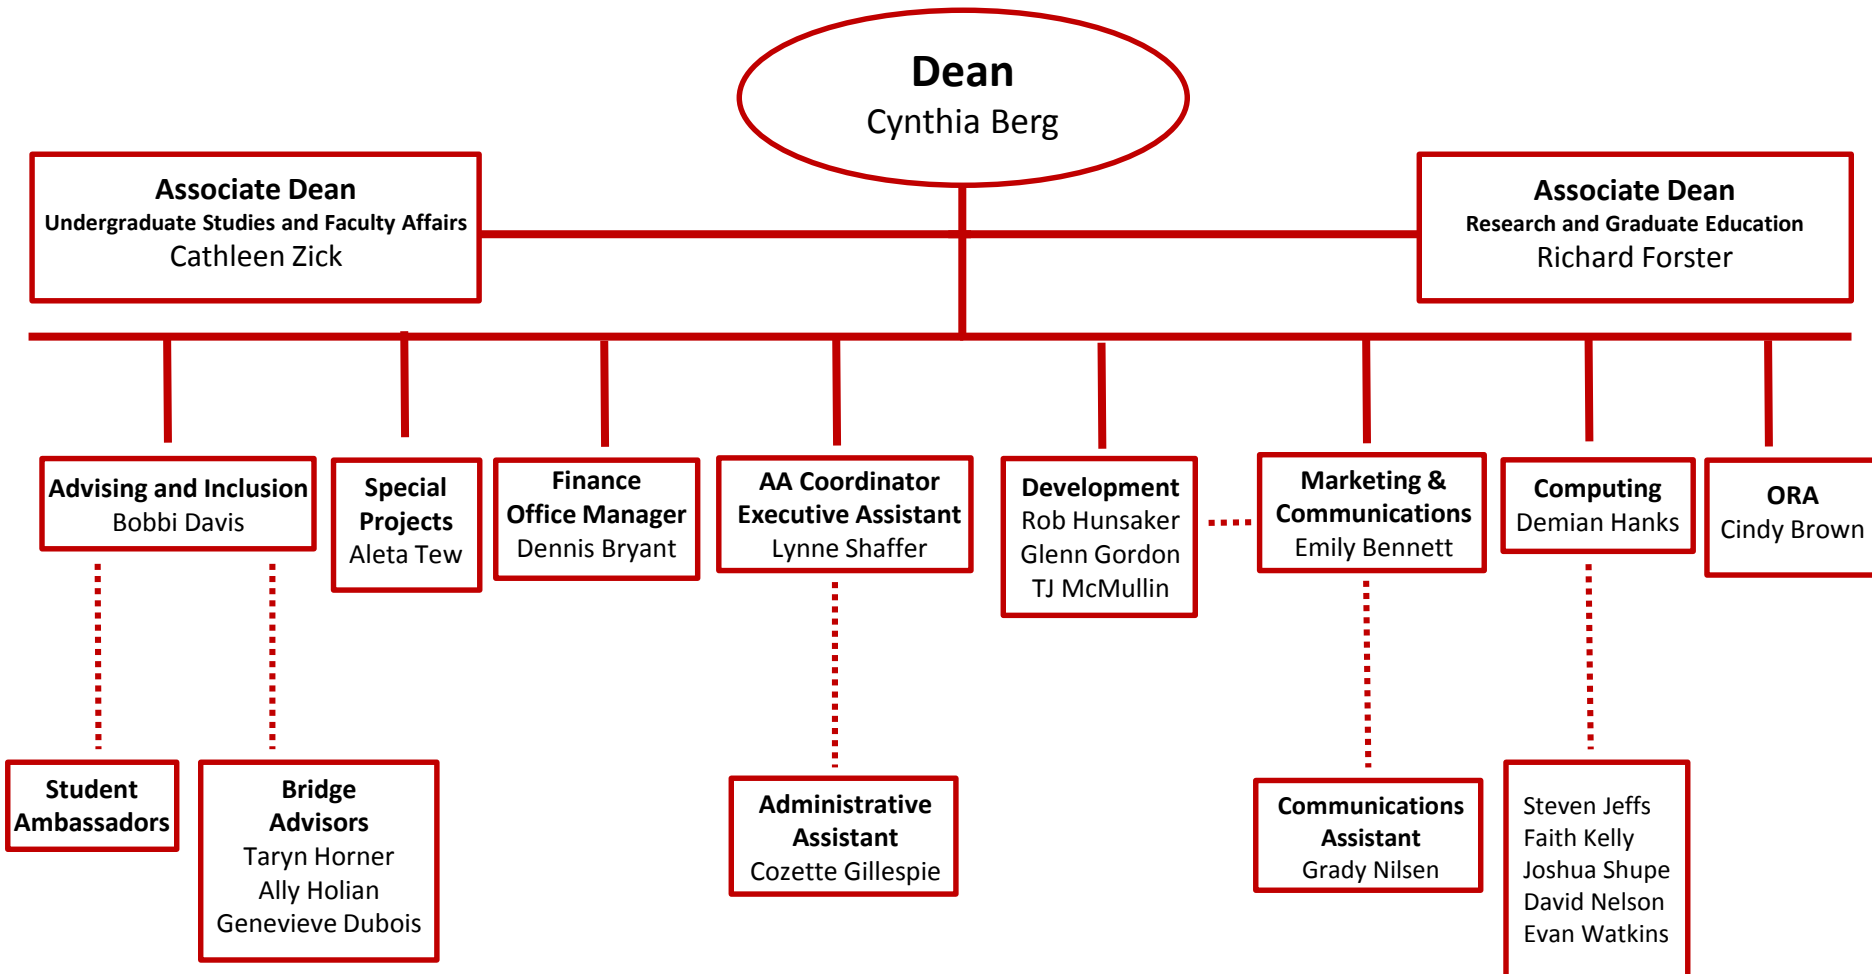 Dean
Cynthia Berg
Associate Dean
Undergraduate Studies and Faculty Affairs
Cathleen Zick
Associate Dean
Research and Graduate Education
Richard Forster
Advising and Inclusion
Bobbi Davis
Special
Projects
Aleta Tew
Finance
Office Manager
Dennis Bryant
AA Coordinator
Executive Assistant
Lynne Shaffer
Development
Rob Hunsaker
Glenn Gordon
TJ McMullin
Marketing &
Communications
Emily Bennett
Computing
Demian Hanks
ORA
Cindy Brown
Student
Ambassadors
Bridge
Advisors
Taryn Horner
Ally Holian
Genevieve Dubois
Administrative
Assistant
Cozette Gillespie
Communications
Assistant
Grady Nilsen
Steven Jeffs
Faith Kelly
Joshua Shupe
David Nelson
Evan Watkins